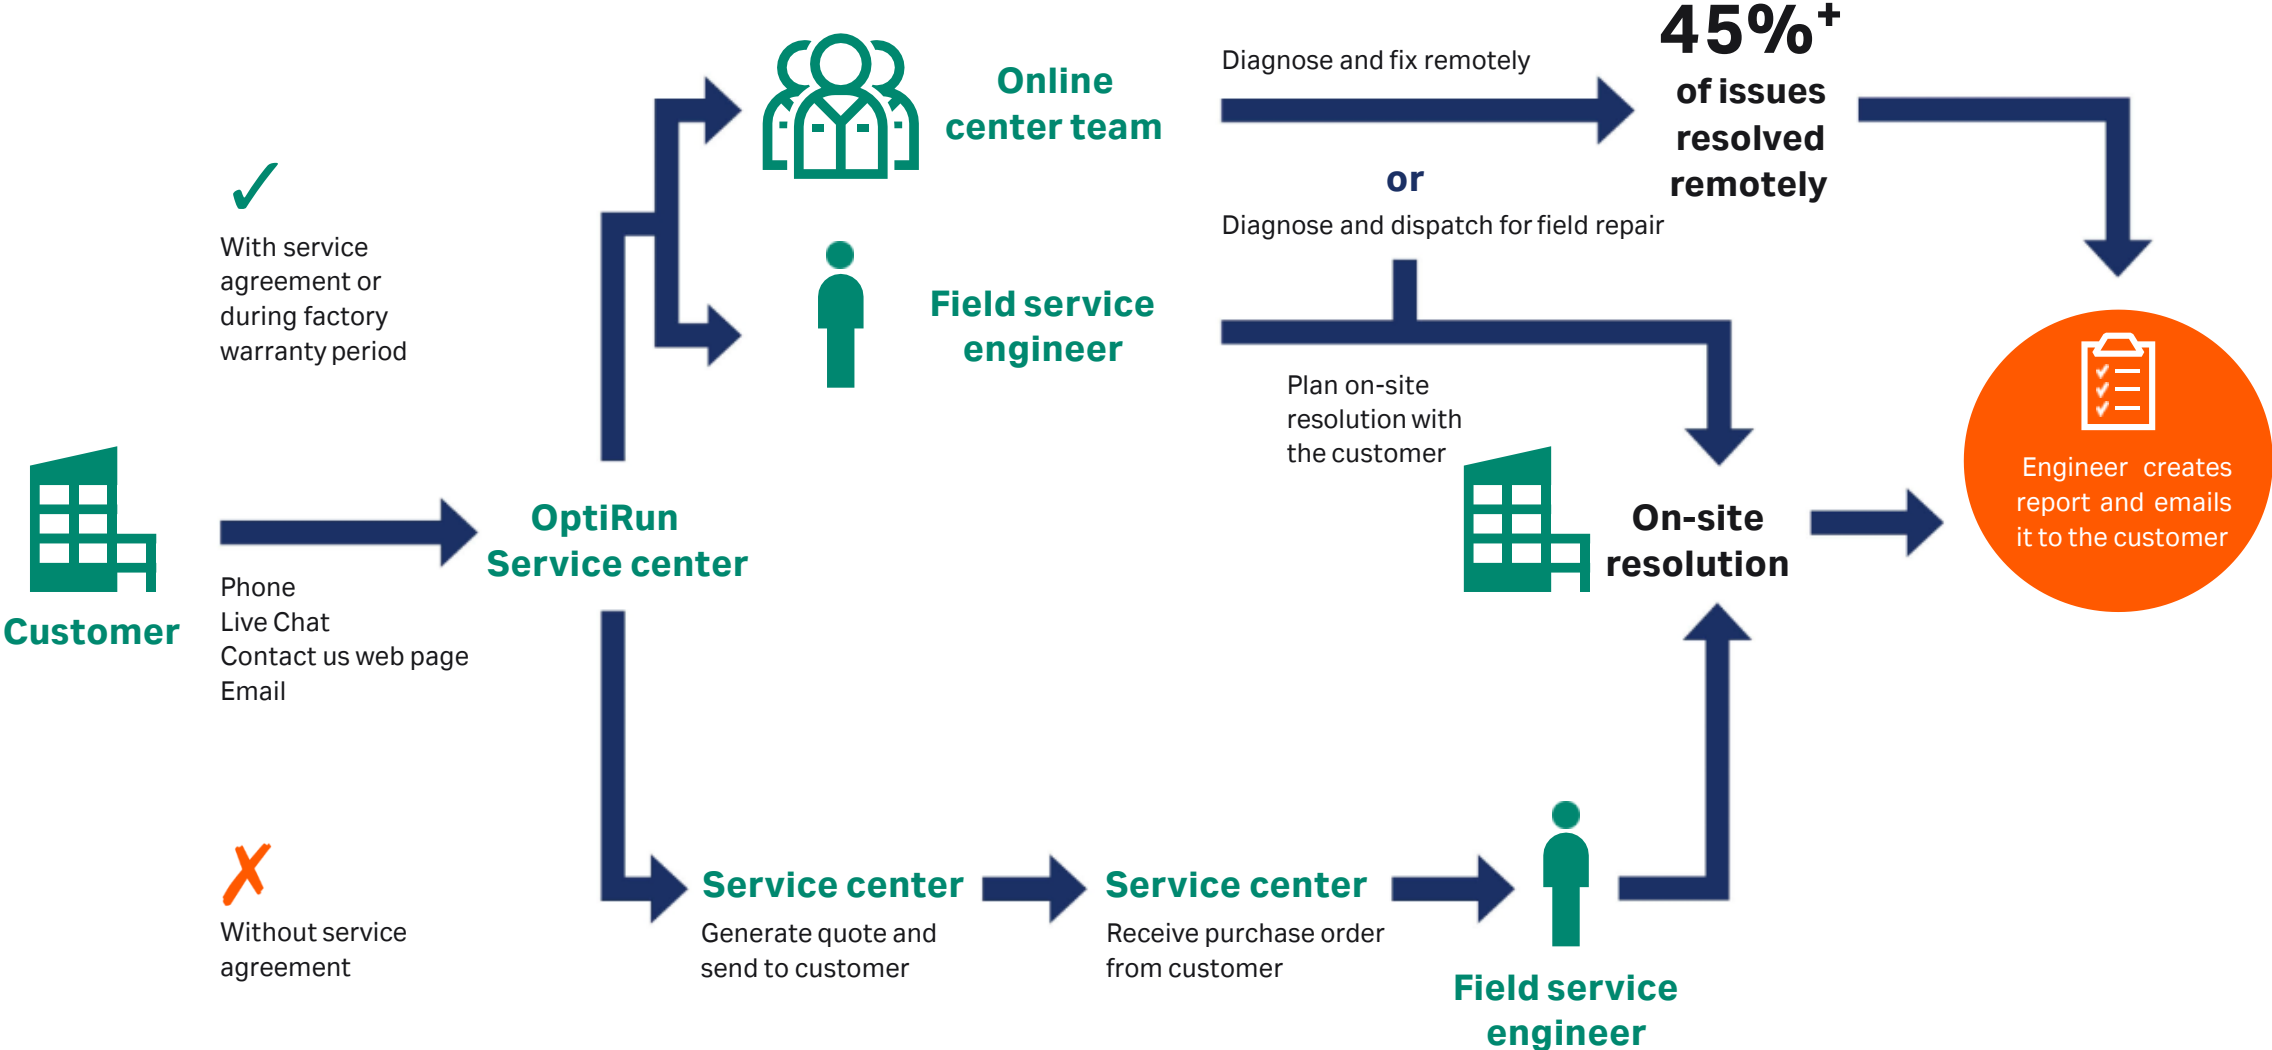 45%+
of issues
resolved
remotely
Diagnose and fix remotely
Online
center team
or
Diagnose and dispatch for field repair
With service
agreement or
during factory
warranty period
Field service
engineer
Plan on-site
resolution with
the customer
Engineer creates
report and emails
it to the customer
OptiRun
Service center
On-site
resolution
Customer
Phone
Live Chat
Contact us web page
Email
Without service
agreement
Service center
Generate quote and
send to customer
Service center
Receive purchase order
from customer
Field service
engineer